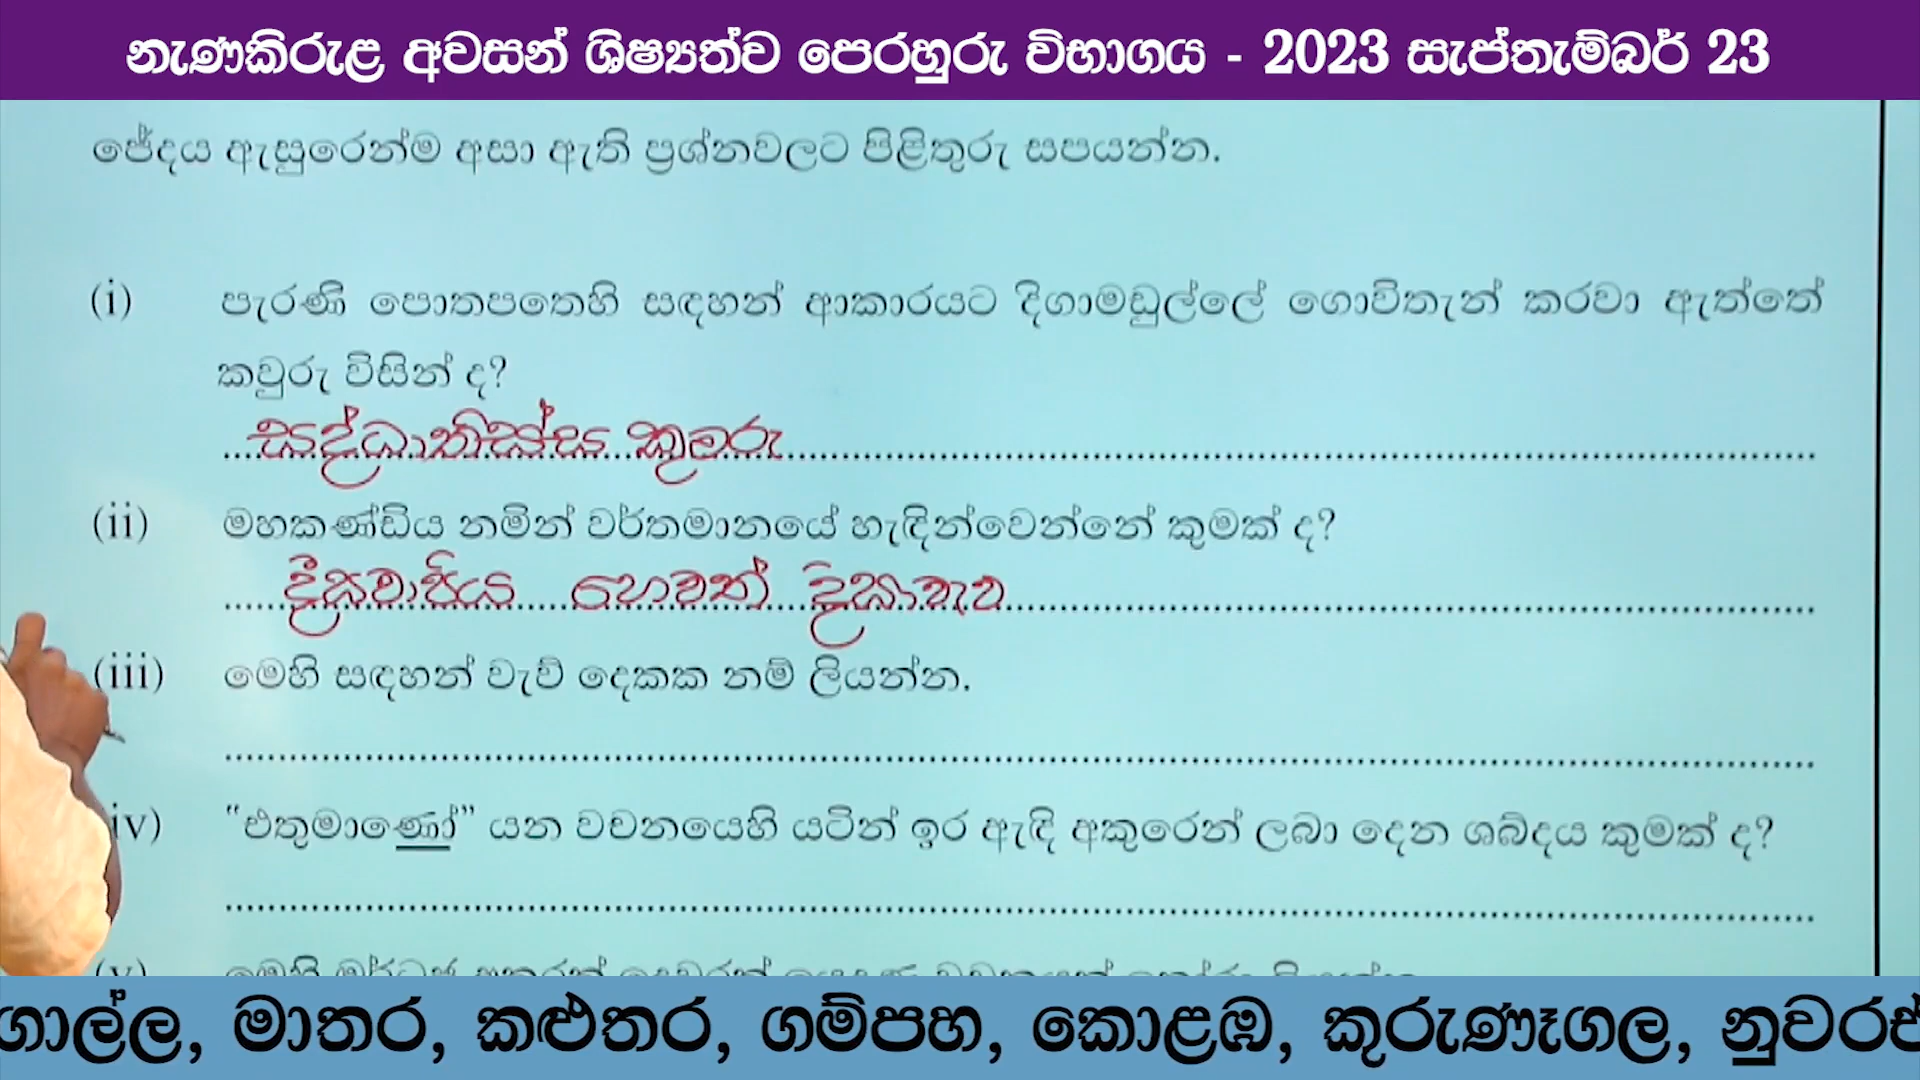 නැණකිරුළ අවසන් ශිෂ්‍යත්ව පෙරහුරු විභාගය - 2023 සැප්තැම්බර් 23
ඡේදය ඇසුරෙන්ම අසා ඇති ප්‍රශ්නවලට පිළිතුරු සපයන්න.
(i) පැරණි පොතපතෙහි සඳහන් ආකාරයට දිගාමඩුල්ලේ ගොවිතැන් කරවා ඇත්තේ
කවුරු විසින් ද?
සද්ධාතිස්ස කුමරු
(ii) මහකණ්ඩිය නමින් වර්තමානයේ හැඳින්වෙන්නේ කුමක් ද?
දීඝවාපිය හෙවත් දිඝාවැව
(iii) මෙහි සඳහන් වැව් දෙකක නම් ලියන්න.
iv) “එතුමාණෝ” යන වචනයෙහි යටින් ඉර ඇඳි අකුරෙන් ලබා දෙන ශබ්දය කුමක් ද?
ගාල්ල, මාතර, කළුතර, ගම්පහ, කොළඹ, කුරුණෑගල, නුවරඑ